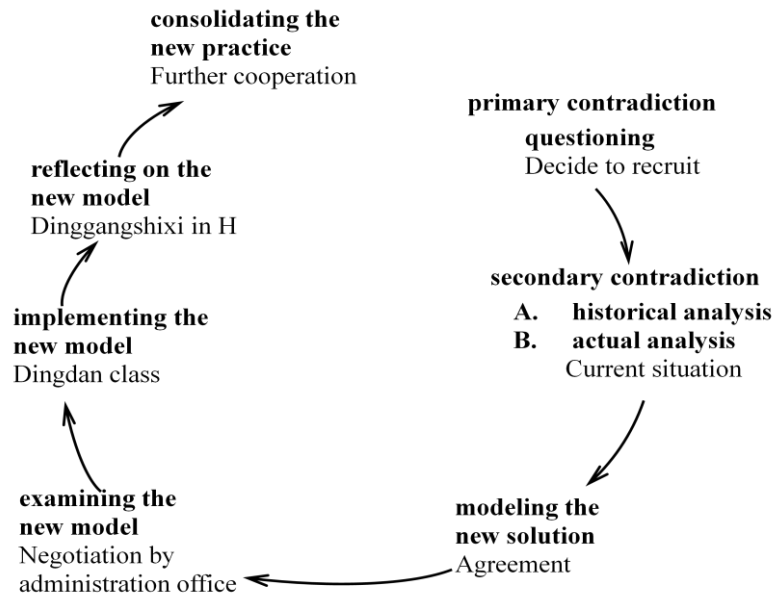 consolidating the
new practice
Further cooperation
primary contradiction
questioning
Decide to recruit
reflecting on the
new model
Dinggangshixi in H
secondary contradiction
A. historical analysis
B. actual analysis
Current situation
implementing the
new model
Dingdan class
examining the
new model
Negotiation by
administration office
modeling the
new solution
Agreement